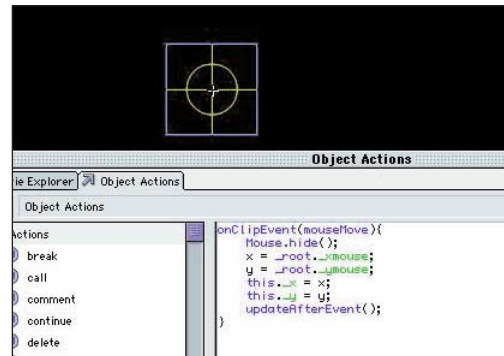 Object Actions
ie Explorer Object Actions
Object Actions
Actions
break
call
comment
continue
delete
onClipEvent(mouseMove){
Mouse.hide();
x = _root._xmouse;
y = _root._ymouse;
this._x = x;
this._y = y;
updateAfterEvent();
}